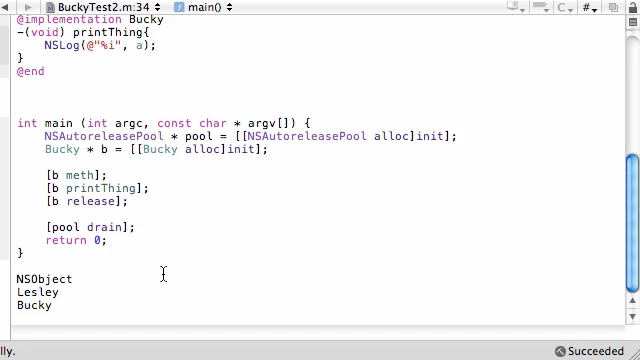 BuckyTest2.m:34 main() C #
@implementation Bucky
-(void) printThing{
NSLog(@"%i", a);
}
@end
int main (int argc, const char * argv[]) {
NSAutoreleasePool * pool = [[NSAutoreleasePool alloc]init];
Bucky * b = [[Bucky alloc]init];
[b meth];
[b printThing];
[b release];
[pool drain];
return 0;
}
NSObject
Lesley
Bucky
lly. Succeeded